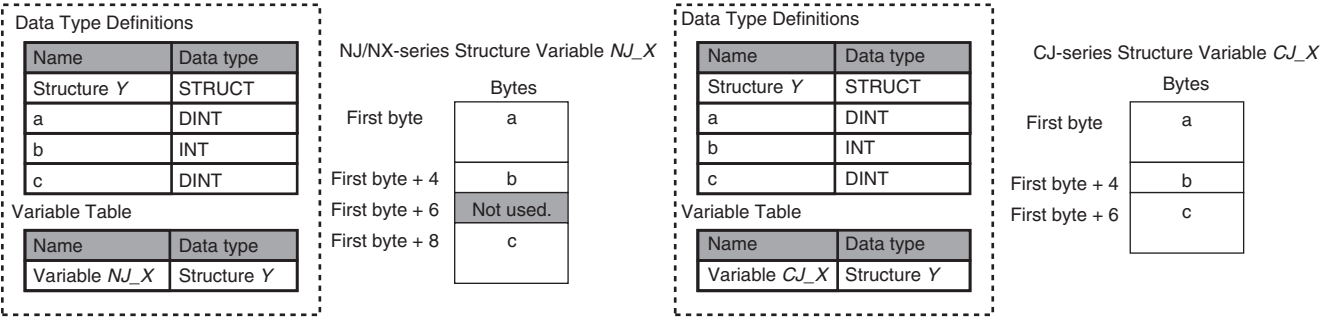 Data Type Definitions
Name Data type
Structure Y STRUCT
a DINT
b INT
c DINT
Variable Table
Name Data type
Variable NJ_X Structure Y
NJ/NX-series Structure Variable NJ_X
Bytes
First byte a
First byte + 4 b
First byte + 6 Not used.
First byte + 8 c
Data Type Definitions
Name Data type
Structure Y STRUCT
a DINT
b INT
c DINT
Variable Table
Name Data type
Variable CJ_X Structure Y
CJ-series Structure Variable CJ_X
Bytes
First byte a
First byte + 4 b
First byte + 6 c